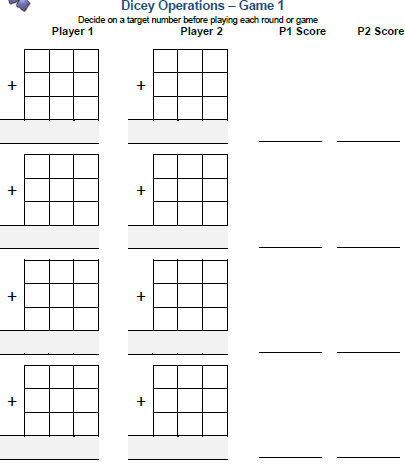 Dicey Operations – Game 1
Decide on a target number before playing each round or game
Player 1 Player 2 P1 Score P2 Score
+ +
+ +
+ +
+ +